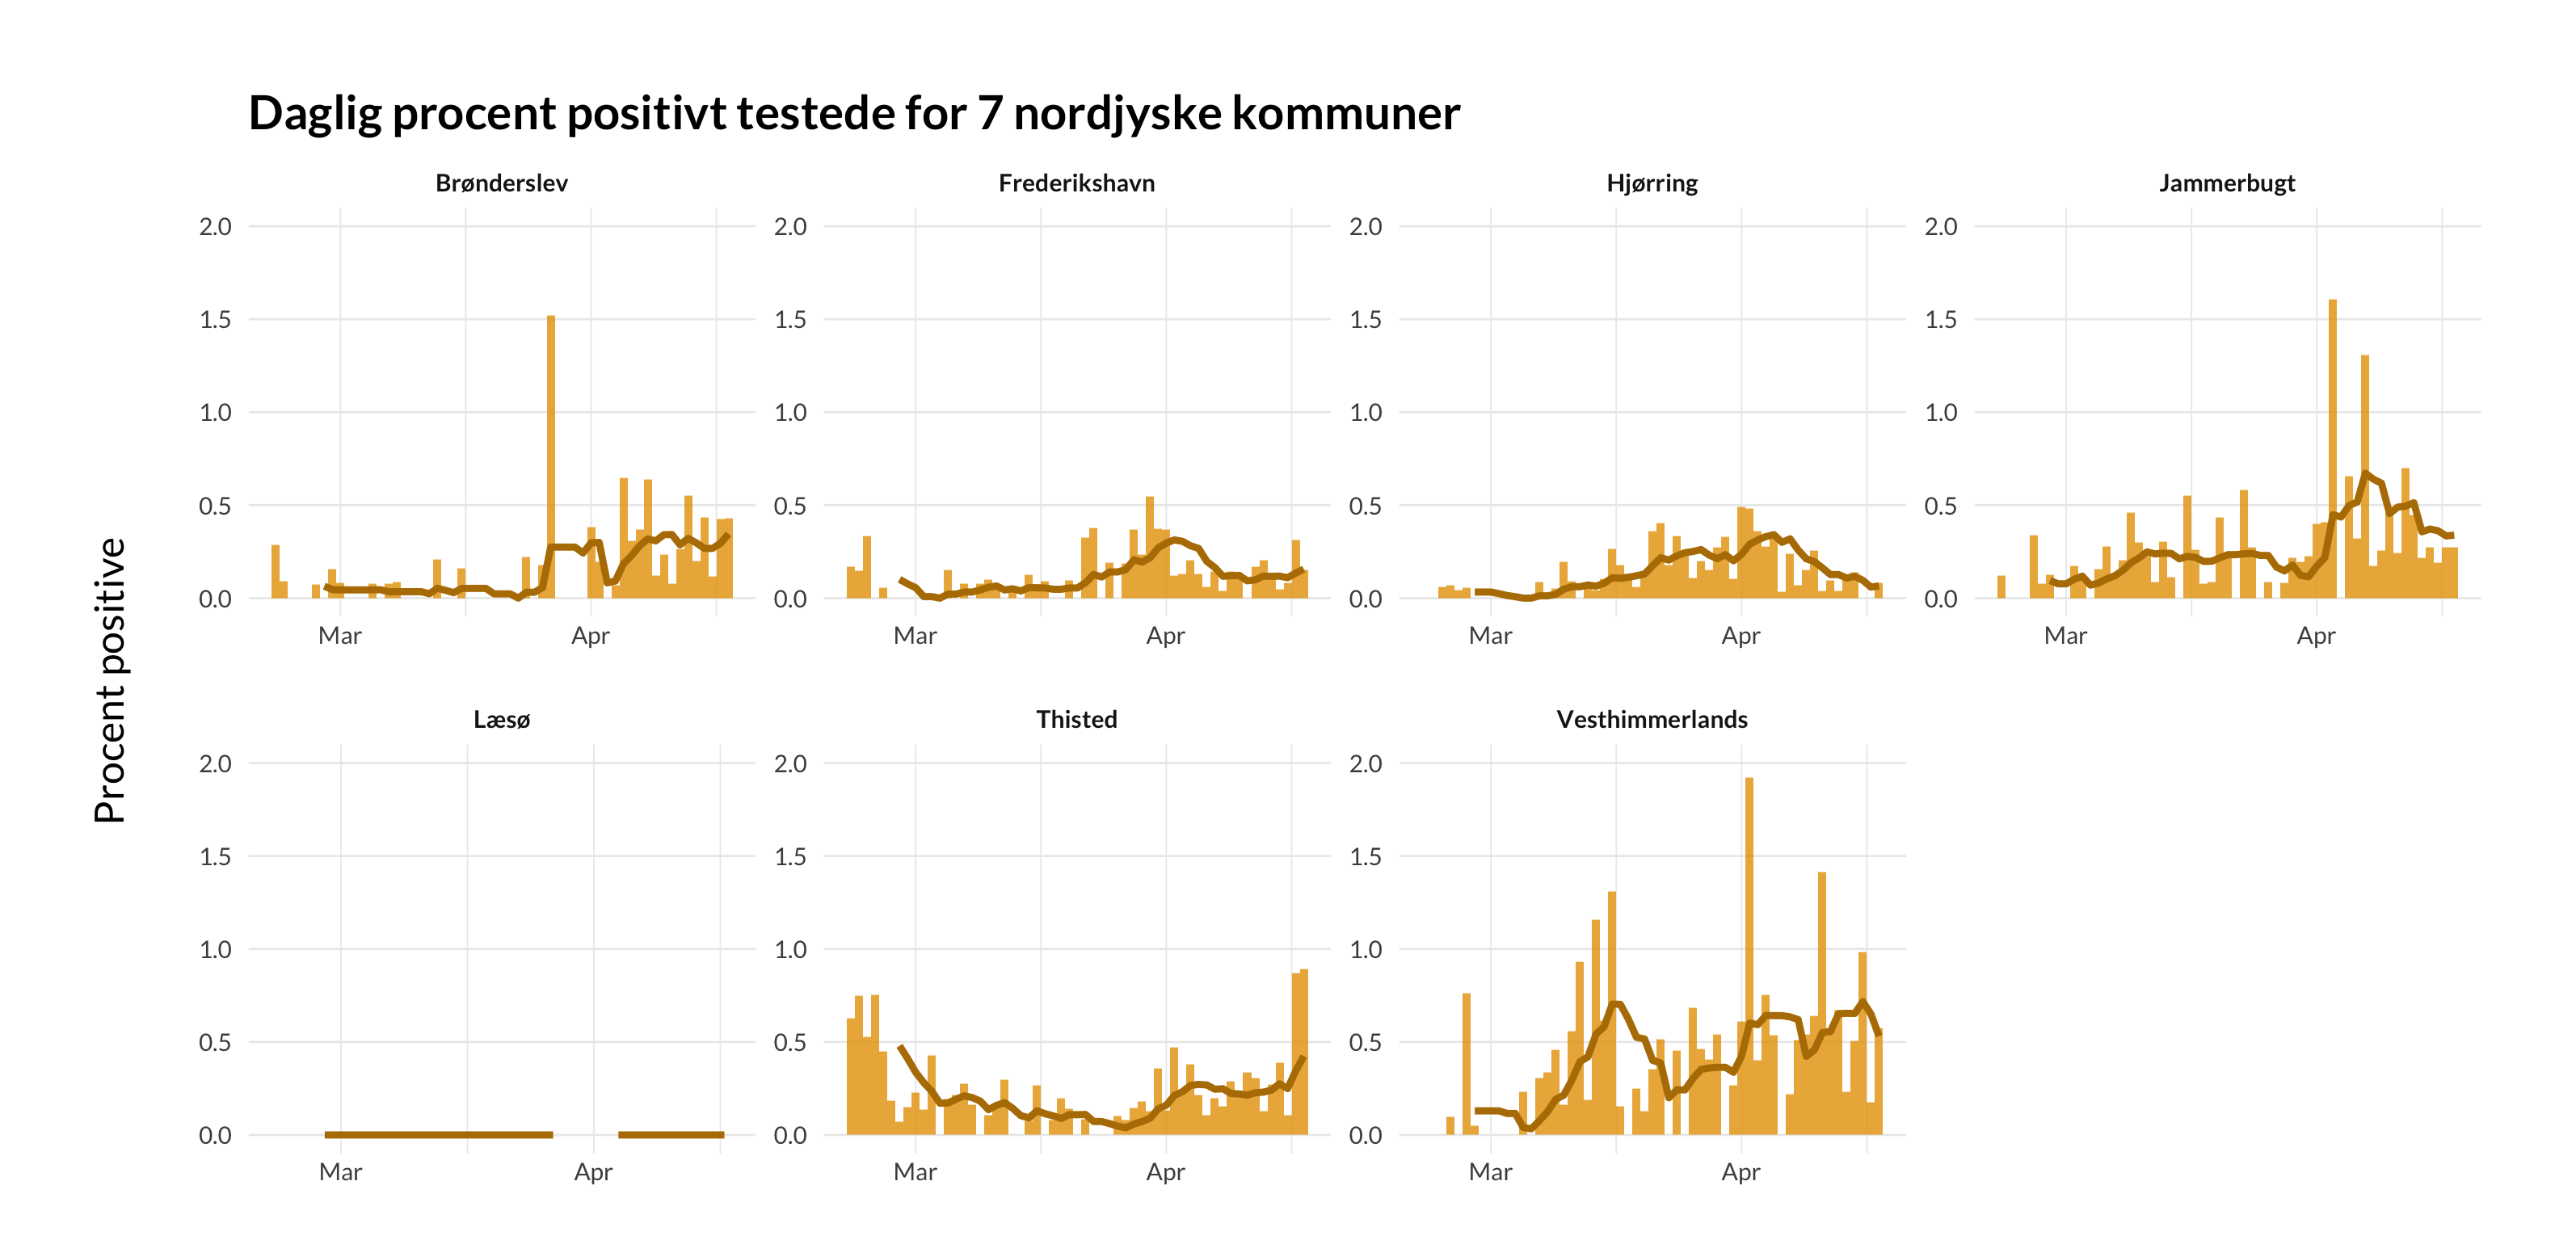 Daglig procent positivt testede for 7 nordjyske kommuner
Procent positive
Brønderslev
2.0
1.5
1.0
0.5
0.0
Mar Apr
Frederikshavn
2.0
1.5
1.0
0.5
0.0
Mar Apr
Hjørring
2.0
1.5
1.0
0.5
0.0
Mar Apr
Jammerbugt
2.0
1.5
1.0
0.5
0.0
Mar Apr
Læsø
2.0
1.5
1.0
0.5
0.0
Mar Apr
Thisted
2.0
1.5
1.0
0.5
0.0
Mar Apr
Vesthimmerlands
2.0
1.5
1.0
0.5
0.0
Mar Apr